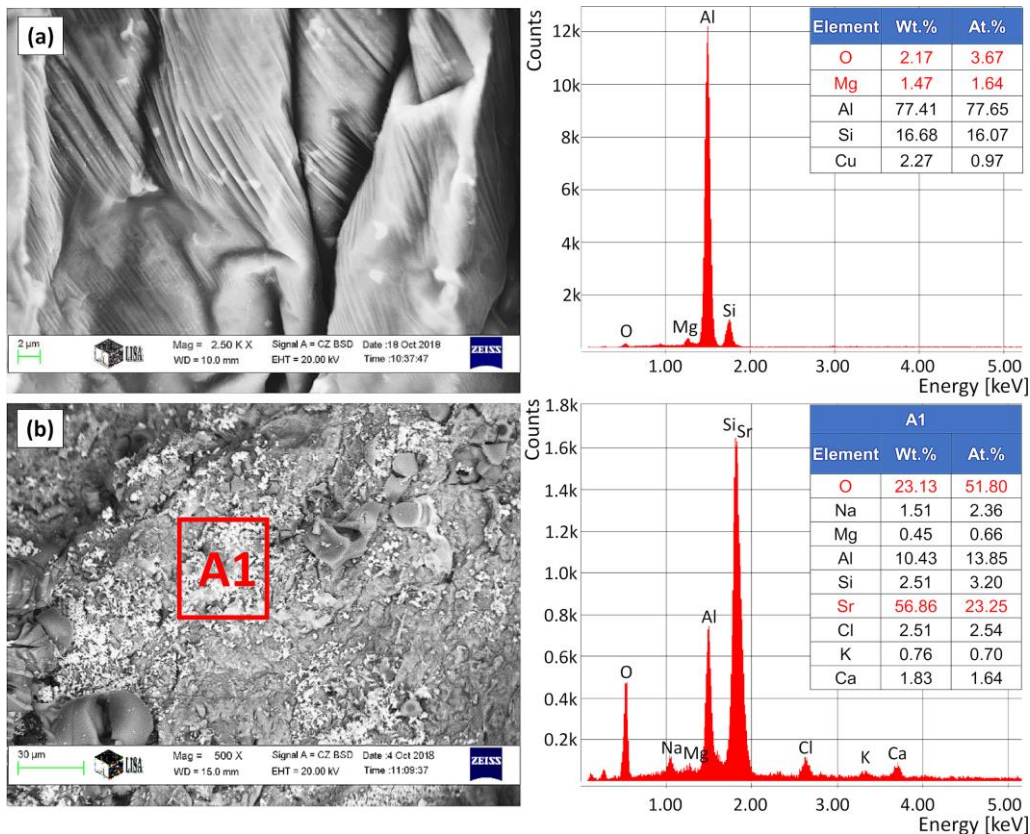 (a)
2 µm
LISA
Mag = 2.50 K X
Signal A = CZ BSD
Date :18 Oct 2018
WD = 10.0 mm
EHT = 20.00 kV
Time :10:37:47
ZEISS
Counts
12k
10k
8k
6k
4k
2k
O
Mg
Al
Si
1.00 2.00 3.00 4.00 5.00
Energy [keV]
Element Wt.% At.%
O 2.17 3.67
Mg 1.47 1.64
Al 77.41 77.65
Si 16.68 16.07
Cu 2.27 0.97
(b)
A1
30 µm
LISA
Mag = 500 X
Signal A = CZ BSD
Date :4 Oct 2018
WD = 15.0 mm
EHT = 20.00 kV
Time :11:09:37
ZEISS
Counts
1.8k
1.6k
1.4k
1.2k
1.0k
0.8k
0.6k
0.4k
0.2k
O
Na
Mg
Al
Si
Sr
Cl
K
Ca
1.00 2.00 3.00 4.00 5.00
Energy [keV]
A1
Element Wt.% At.%
O 23.13 51.80
Na 1.51 2.36
Mg 0.45 0.66
Al 10.43 13.85
Si 2.51 3.20
Sr 56.86 23.25
Cl 2.51 2.54
K 0.76 0.70
Ca 1.83 1.64